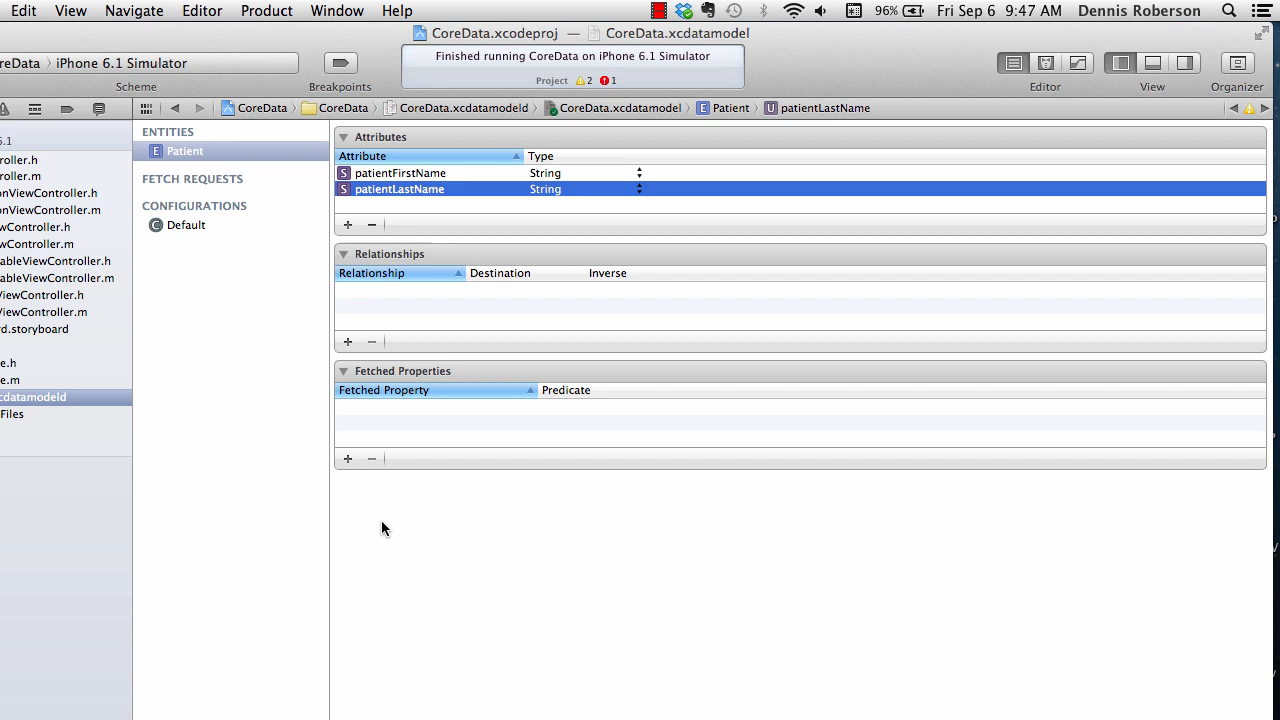 Edit View Navigate Editor Product Window Help 96% Fri Sep 6 9:47 AM Dennis Roberson
CoreData.xcodeproj — CoreData.xcdatamodel
reData › iPhone 6.1 Simulator
Finished running CoreData on iPhone 6.1 Simulator
Project 2 1
Scheme Breakpoints Editor View Organizer
CoreData CoreData CoreData.xcdatamodeld CoreData.xcdatamodel E Patient U patientLastName
6.1
roller.h
roller.m
onViewController.h
onViewController.m
wController.h
wController.m
ableViewController.h
ableViewController.m
ViewController.h
ViewController.m
rd.storyboard
e.h
e.m
cdatamodeld
Files
ENTITIES
E Patient
FETCH REQUESTS
CONFIGURATIONS
C Default
Attributes
Attribute Type
S patientFirstName String
S patientLastName String
+ −
Relationships
Relationship Destination Inverse
+ −
Fetched Properties
Fetched Property Predicate
+ −